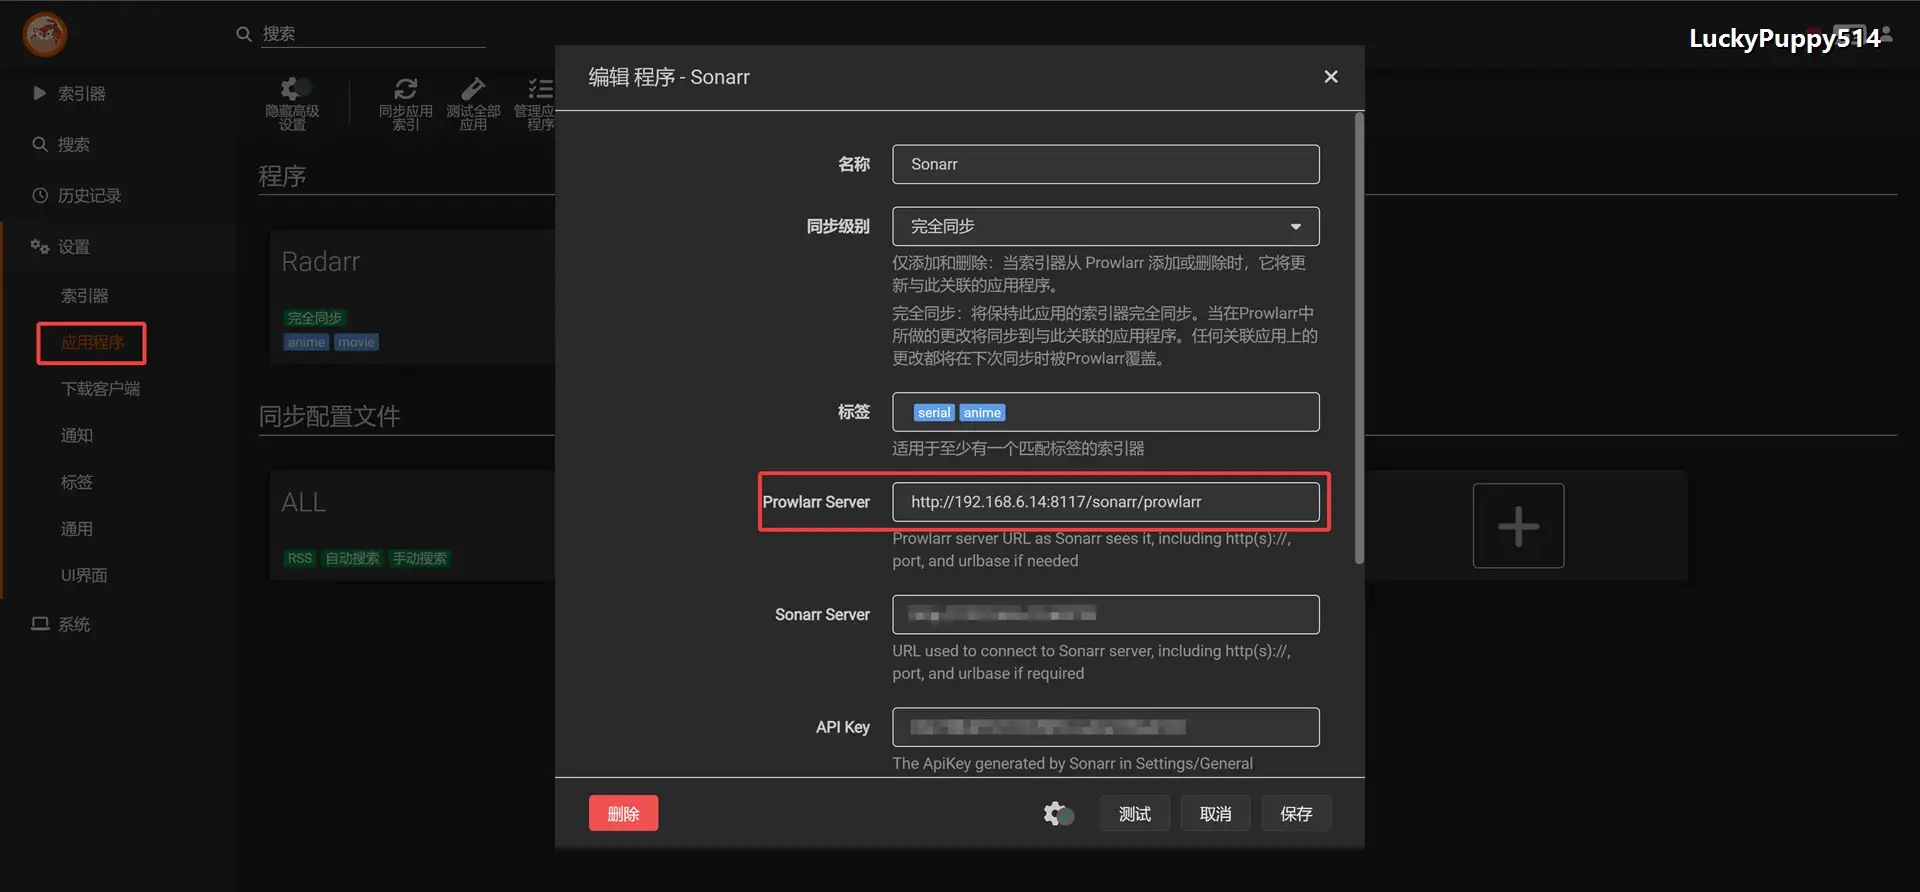 搜索
LuckyPuppy514
索引器
搜索
历史记录
设置
索引器
应用程序
下载客户端
通知
标签
通用
UI界面
系统
隐藏高级
设置
同步应用
索引
测试全部
应用
管理应
程序
程序
Radarr
完全同步
anime movie
同步配置文件
ALL
RSS 自动搜索 手动搜索
编辑 程序 - Sonarr
名称 Sonarr
同步级别 完全同步
仅添加和删除：当索引器从 Prowlarr 添加或删除时，它将更
新与此关联的应用程序。
完全同步：将保持此应用的索引器完全同步。当在Prowlarr中
所做的更改将同步到与此关联的应用程序。任何关联应用上的
更改都将在下次同步时被Prowlarr覆盖。
标签 serial anime
适用于至少有一个匹配标签的索引器
Prowlarr Server http://192.168.6.14:8117/sonarr/prowlarr
Prowlarr server URL as Sonarr sees it, including http(s)://,
port, and urlbase if needed
Sonarr Server
URL used to connect to Sonarr server, including http(s)://,
port, and urlbase if required
API Key
The ApiKey generated by Sonarr in Settings/General
删除 测试 取消 保存